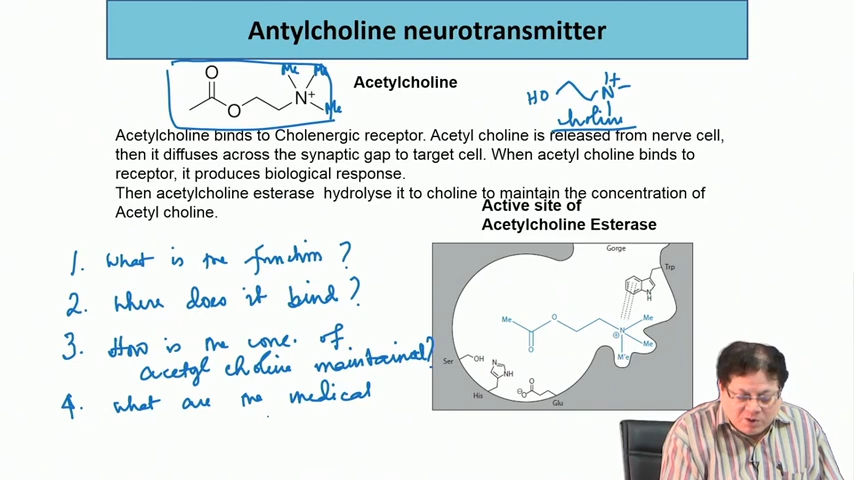 Antylcholine neurotransmitter
O
Me Me
Acetylcholine
O
N+
Me
HO
N+
choline
Acetylcholine binds to Cholenergic receptor. Acetyl choline is released from nerve cell,
then it diffuses across the synaptic gap to target cell. When acetyl choline binds to
receptor, it produces biological response.
Then acetylcholine esterase hydrolyse it to choline to maintain the concentration of
Acetyl choline.
Active site of
Acetylcholine Esterase
1. What is the function?
2. Where does it bind?
3. How is the conc. of
acetyl choline maintained?
4. what are the medical
Gorge
Trp
N
H
Me
O
O
N
⊕
Me
Me
Me
Ser
OH
N
NH
His
O
⊖O
Glu